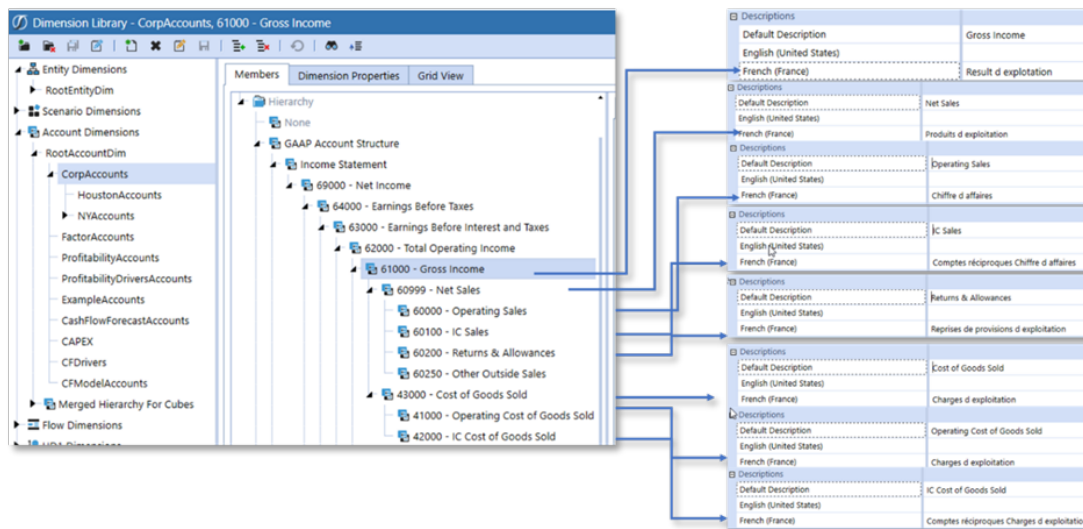 Dimension Library - CorpAccounts, 61000 - Gross Income
Entity Dimensions
RootEntityDim
Scenario Dimensions
Account Dimensions
RootAccountDim
CorpAccounts
HoustonAccounts
NYAccounts
FactorAccounts
ProfitabilityAccounts
ProfitabilityDriversAccounts
ExampleAccounts
CashFlowForecastAccounts
CAPEX
CFDrivers
CFModelAccounts
Merged Hierarchy For Cubes
Flow Dimensions
Members Dimension Properties Grid View
Hierarchy
None
GAAP Account Structure
Income Statement
69000 - Net Income
64000 - Earnings Before Taxes
63000 - Earnings Before Interest and Taxes
62000 - Total Operating Income
61000 - Gross Income
60999 - Net Sales
60000 - Operating Sales
60100 - IC Sales
60200 - Returns & Allowances
60250 - Other Outside Sales
43000 - Cost of Goods Sold
41000 - Operating Cost of Goods Sold
42000 - IC Cost of Goods Sold
Descriptions
Default Description Gross Income
English (United States)
French (France) Result d explotation
Descriptions
Default Description Net Sales
English (United States)
French (France) Produits d exploitation
Descriptions
Default Description Operating Sales
English (United States)
French (France) Chiffre d affaires
Descriptions
Default Description IC Sales
English (United States)
French (France) Comptes réciproques Chiffre d affaires
Descriptions
Default Description Returns & Allowances
English (United States)
French (France) Reprises de provisions d exploitation
Descriptions
Default Description Cost of Goods Sold
English (United States)
French (France) Charges d exploitation
Descriptions
Default Description Operating Cost of Goods Sold
English (United States)
French (France) Charges d exploitation
Descriptions
Default Description IC Cost of Goods Sold
English (United States)
French (France) Comptes réciproques Charges d exploitatio